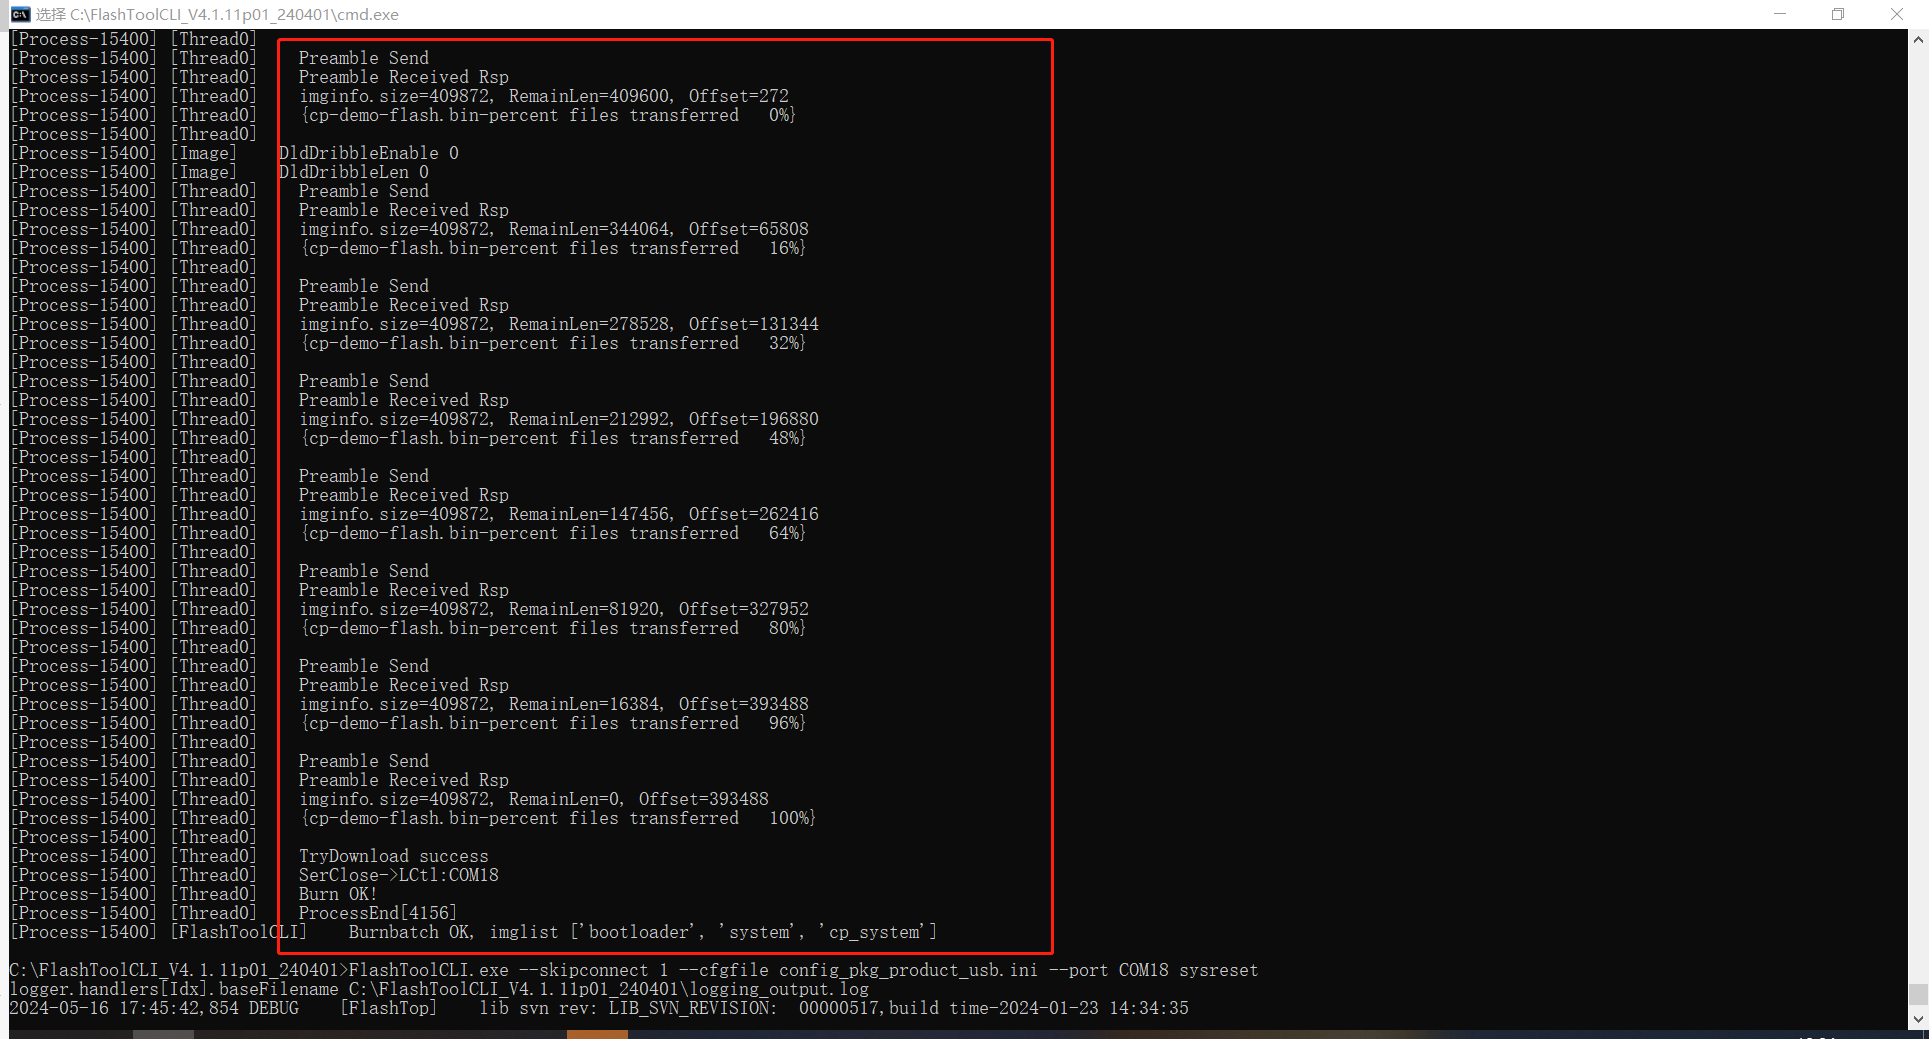 选择 C:\FlashToolCLI_V4.1.11p01_240401\cmd.exe
[Process-15400] [Thread0]
[Process-15400] [Thread0]    Preamble Send
[Process-15400] [Thread0]    Preamble Received Rsp
[Process-15400] [Thread0]    imginfo.size=409872, RemainLen=409600, Offset=272
[Process-15400] [Thread0]    {cp-demo-flash.bin-percent files transferred   0%}
[Process-15400] [Thread0]
[Process-15400] [Image]    DldDribbleEnable 0
[Process-15400] [Image]    DldDribbleLen 0
[Process-15400] [Thread0]    Preamble Send
[Process-15400] [Thread0]    Preamble Received Rsp
[Process-15400] [Thread0]    imginfo.size=409872, RemainLen=344064, Offset=65808
[Process-15400] [Thread0]    {cp-demo-flash.bin-percent files transferred   16%}
[Process-15400] [Thread0]
[Process-15400] [Thread0]    Preamble Send
[Process-15400] [Thread0]    Preamble Received Rsp
[Process-15400] [Thread0]    imginfo.size=409872, RemainLen=278528, Offset=131344
[Process-15400] [Thread0]    {cp-demo-flash.bin-percent files transferred   32%}
[Process-15400] [Thread0]
[Process-15400] [Thread0]    Preamble Send
[Process-15400] [Thread0]    Preamble Received Rsp
[Process-15400] [Thread0]    imginfo.size=409872, RemainLen=212992, Offset=196880
[Process-15400] [Thread0]    {cp-demo-flash.bin-percent files transferred   48%}
[Process-15400] [Thread0]
[Process-15400] [Thread0]    Preamble Send
[Process-15400] [Thread0]    Preamble Received Rsp
[Process-15400] [Thread0]    imginfo.size=409872, RemainLen=147456, Offset=262416
[Process-15400] [Thread0]    {cp-demo-flash.bin-percent files transferred   64%}
[Process-15400] [Thread0]
[Process-15400] [Thread0]    Preamble Send
[Process-15400] [Thread0]    Preamble Received Rsp
[Process-15400] [Thread0]    imginfo.size=409872, RemainLen=81920, Offset=327952
[Process-15400] [Thread0]    {cp-demo-flash.bin-percent files transferred   80%}
[Process-15400] [Thread0]
[Process-15400] [Thread0]    Preamble Send
[Process-15400] [Thread0]    Preamble Received Rsp
[Process-15400] [Thread0]    imginfo.size=409872, RemainLen=16384, Offset=393488
[Process-15400] [Thread0]    {cp-demo-flash.bin-percent files transferred   96%}
[Process-15400] [Thread0]
[Process-15400] [Thread0]    Preamble Send
[Process-15400] [Thread0]    Preamble Received Rsp
[Process-15400] [Thread0]    imginfo.size=409872, RemainLen=0, Offset=393488
[Process-15400] [Thread0]    {cp-demo-flash.bin-percent files transferred   100%}
[Process-15400] [Thread0]
[Process-15400] [Thread0]    TryDownload success
[Process-15400] [Thread0]    SerClose->LCtl:COM18
[Process-15400] [Thread0]    Burn OK!
[Process-15400] [Thread0]    ProcessEnd[4156]
[Process-15400] [FlashToolCLI]    Burnbatch OK, imglist ['bootloader', 'system', 'cp_system']
C:\FlashToolCLI_V4.1.11p01_240401>FlashToolCLI.exe --skipconnect 1 --cfgfile config_pkg_product_usb.ini --port COM18 sysreset
logger.handlers[Idx].baseFilename C:\FlashToolCLI_V4.1.11p01_240401\logging_output.log
2024-05-16 17:45:42,854 DEBUG    [FlashTop]    lib svn rev: LIB_SVN_REVISION:  00000517,build time-2024-01-23 14:34:35